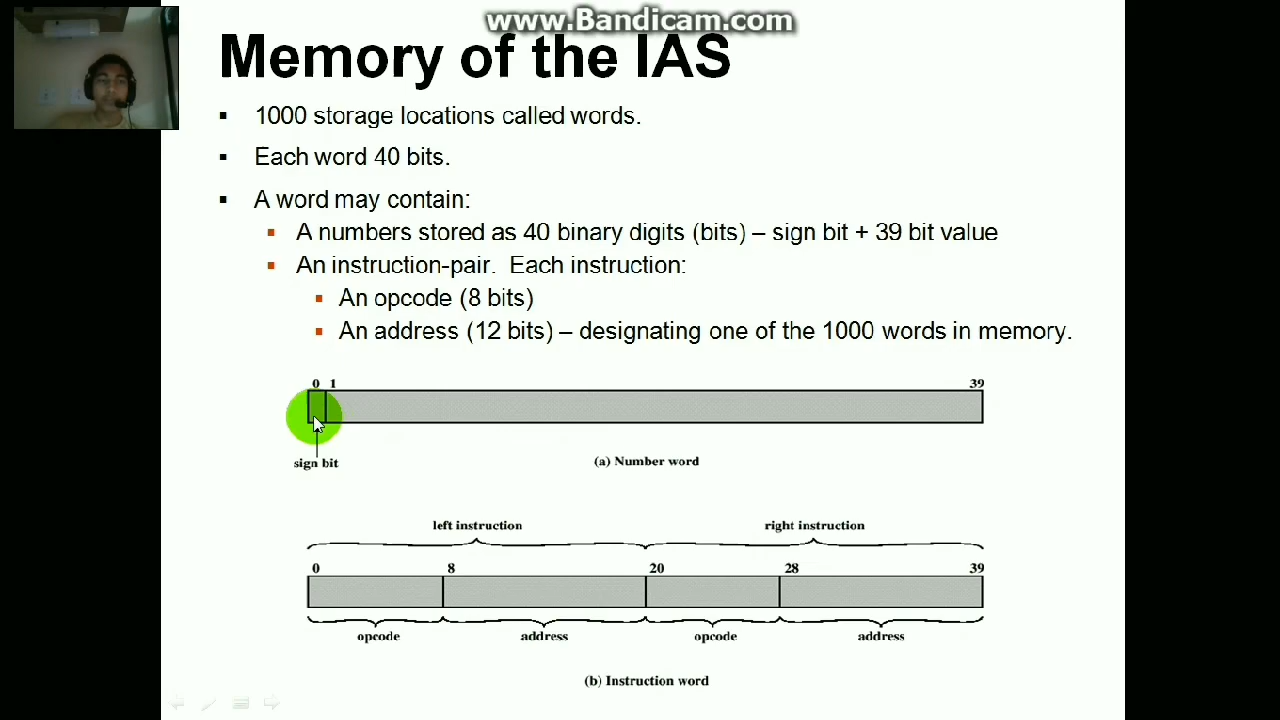 www.Bandicam.com
Memory of the IAS
▪ 1000 storage locations called words.
▪ Each word 40 bits.
▪ A word may contain:
▪ A numbers stored as 40 binary digits (bits) – sign bit + 39 bit value
▪ An instruction-pair. Each instruction:
▪ An opcode (8 bits)
▪ An address (12 bits) – designating one of the 1000 words in memory.
0 1 39
sign bit
(a) Number word
left instruction right instruction
0 8 20 28 39
opcode address opcode address
(b) Instruction word